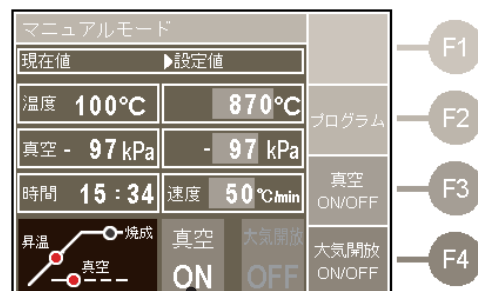 マニュアルモード
現在値 ▶設定値
温度 100℃ 870℃
真空 - 97 kPa - 97 kPa
時間 15:34 速度 50 ℃/min
昇温 焼成
真空
真空 ON
大気開放 OFF
プログラム
真空 ON/OFF
大気開放 ON/OFF
F1
F2
F3
F4